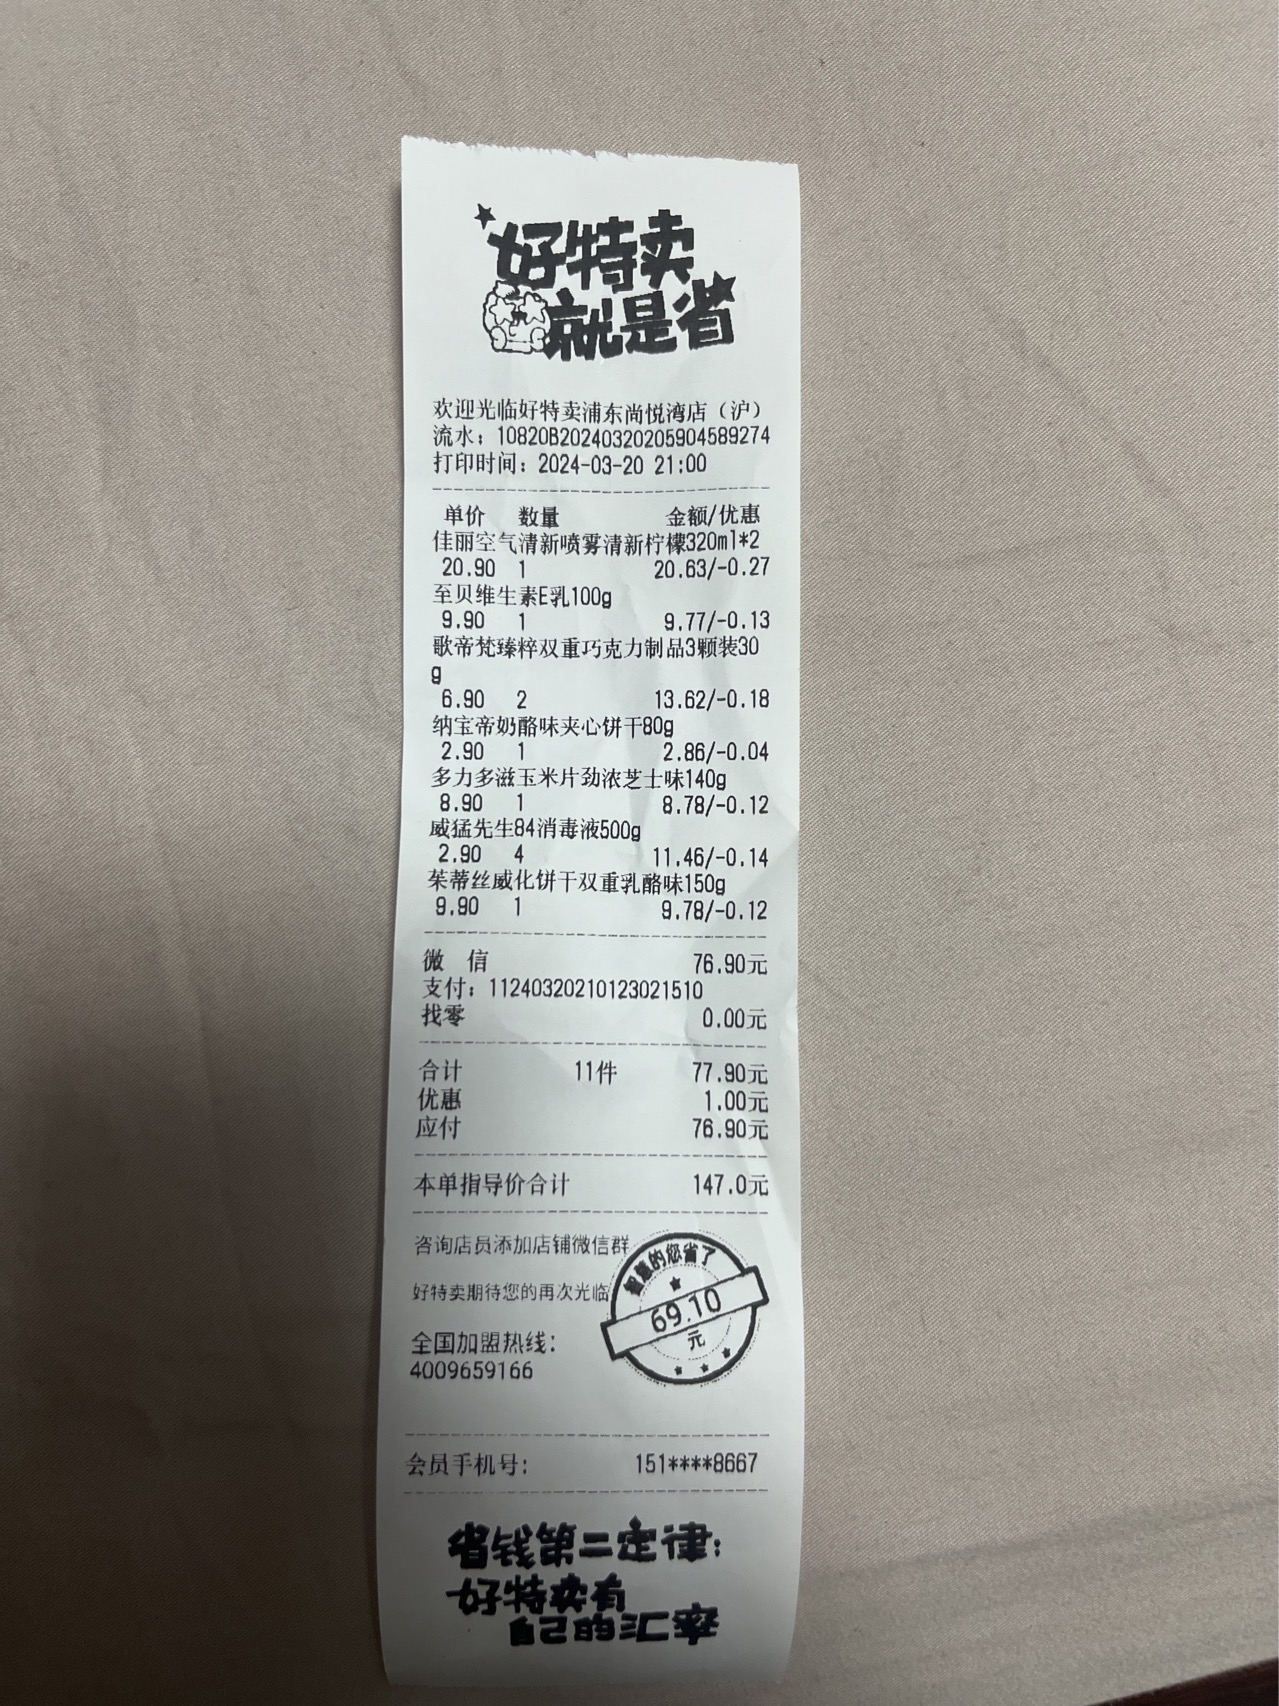 好特卖
就是省
欢迎光临好特卖浦东尚悦湾店（沪）
流水：10820B20240320205904589274
打印时间：2024-03-20 21:00
单价 数量 金额/优惠
佳丽空气清新喷雾清新柠檬320ml*2
20.90 1 20.63/-0.27
至贝维生素E乳100g
9.90 1 9.77/-0.13
歌帝梵臻粹双重巧克力制品3颗装30
g
6.90 2 13.62/-0.18
纳宝帝奶酪味夹心饼干80g
2.90 1 2.86/-0.04
多力多滋玉米片劲浓芝士味140g
8.90 1 8.78/-0.12
威猛先生84消毒液500g
2.90 4 11.46/-0.14
茱蒂丝威化饼干双重乳酪味150g
9.90 1 9.78/-0.12
微 信 76.90元
支付：11240320210123021510
找零 0.00元
合计 11件 77.90元
优惠 1.00元
应付 76.90元
本单指导价合计 147.0元
咨询店员添加店铺微信群
好特卖期待您的再次光临
智慧的您省了
69.10
元
全国加盟热线：
4009659166
会员手机号： 151****8667
省钱第二定律：
好特卖有
自己的汇率